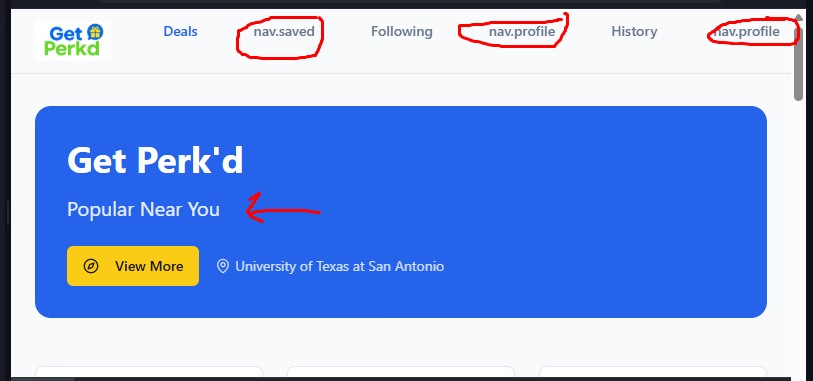 Get Perkd
Deals nav.saved Following nav.profile History nav.profile
Get Perk'd
Popular Near You
View More University of Texas at San Antonio